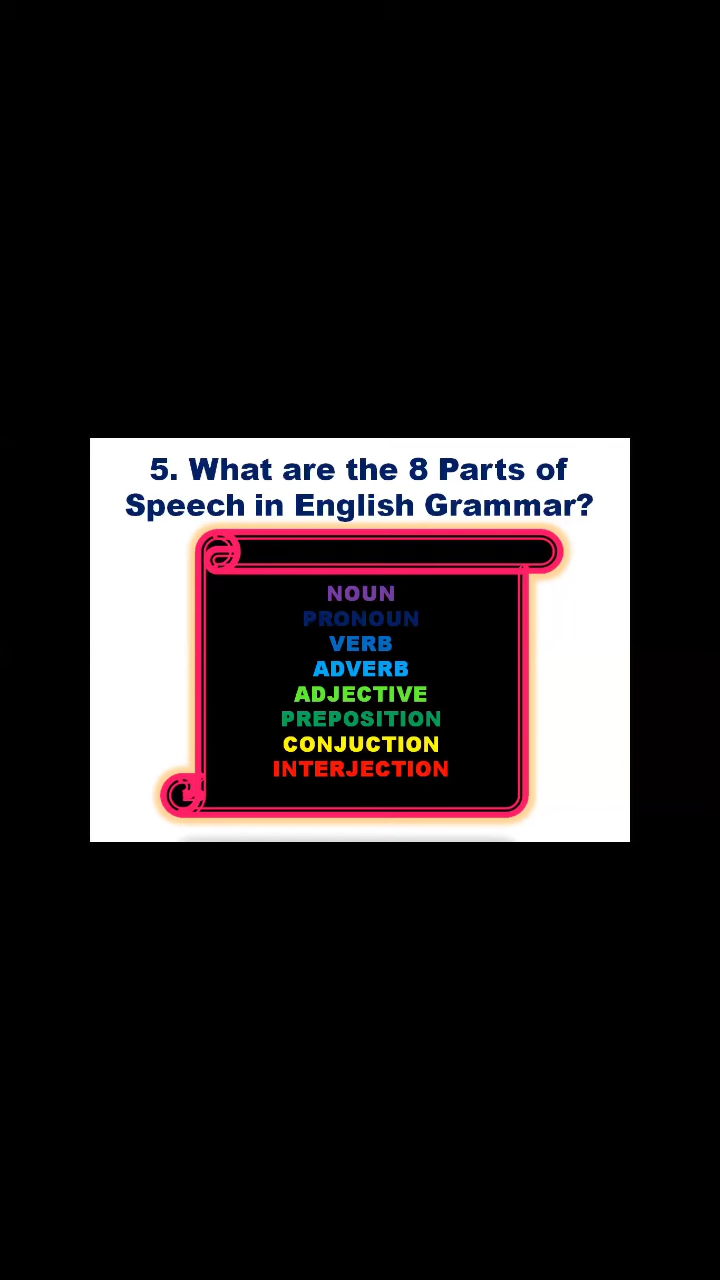 5. What are the 8 Parts of
Speech in English Grammar?
NOUN
PRONOUN
VERB
ADVERB
ADJECTIVE
PREPOSITION
CONJUCTION
INTERJECTION